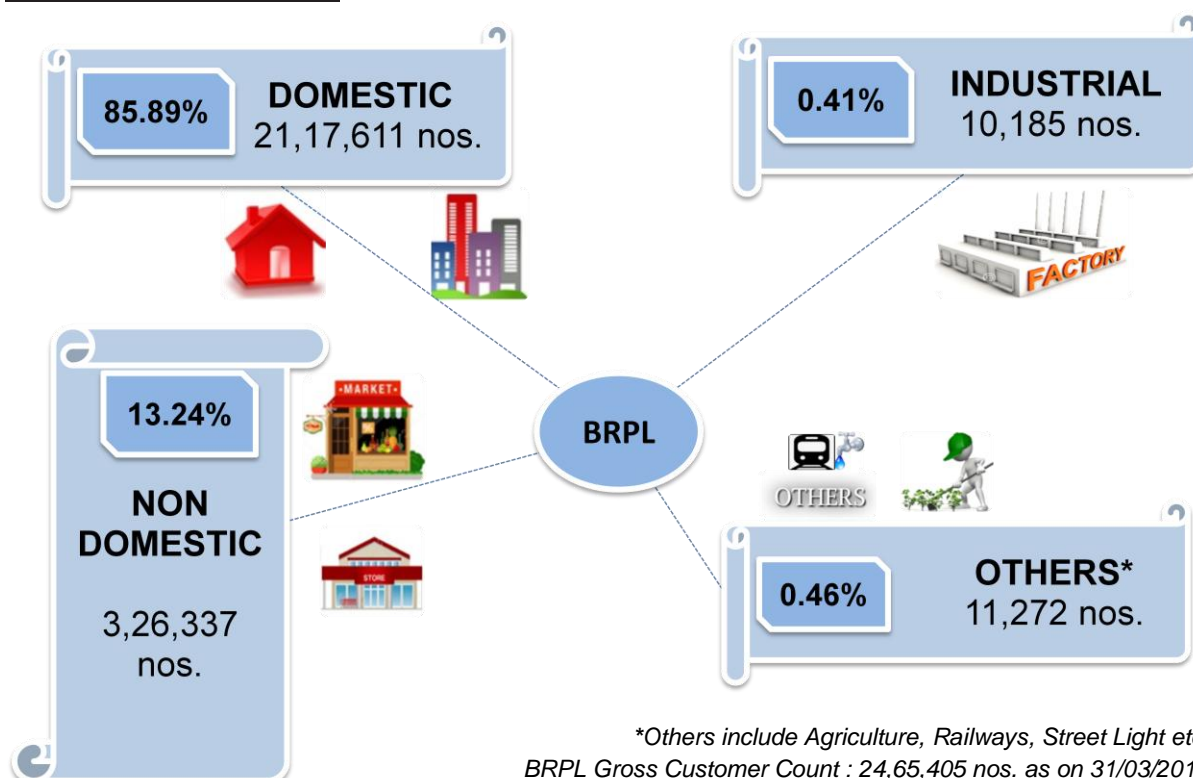 85.89%
DOMESTIC
21,17,611 nos.
0.41%
INDUSTRIAL
10,185 nos.
FACTORY
13.24%
NON
DOMESTIC
3,26,337
nos.
MARKET
STORE
BRPL
OTHERS
0.46%
OTHERS*
11,272 nos.
*Others include Agriculture, Railways, Street Light etc
BRPL Gross Customer Count : 24,65,405 nos. as on 31/03/201